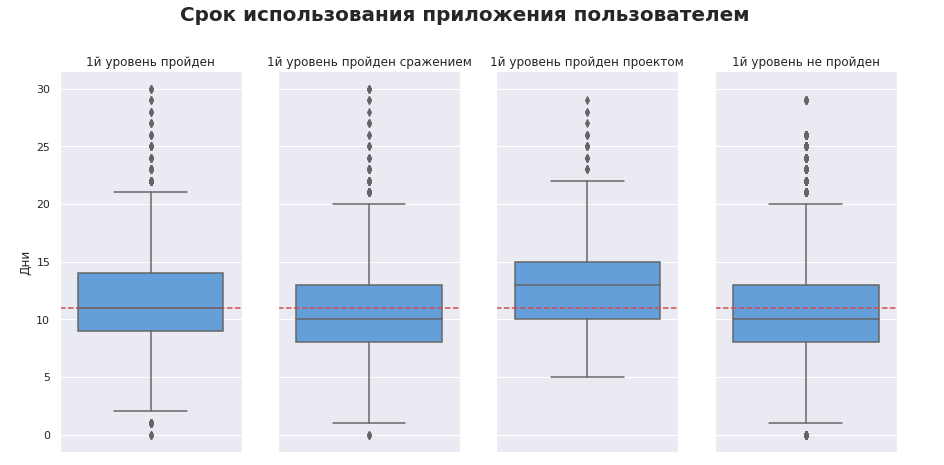 Срок использования приложения пользователем
1й уровень пройден
1й уровень пройден сражением
1й уровень пройден проектом
1й уровень не пройден
Дни
30
25
20
15
10
5
0